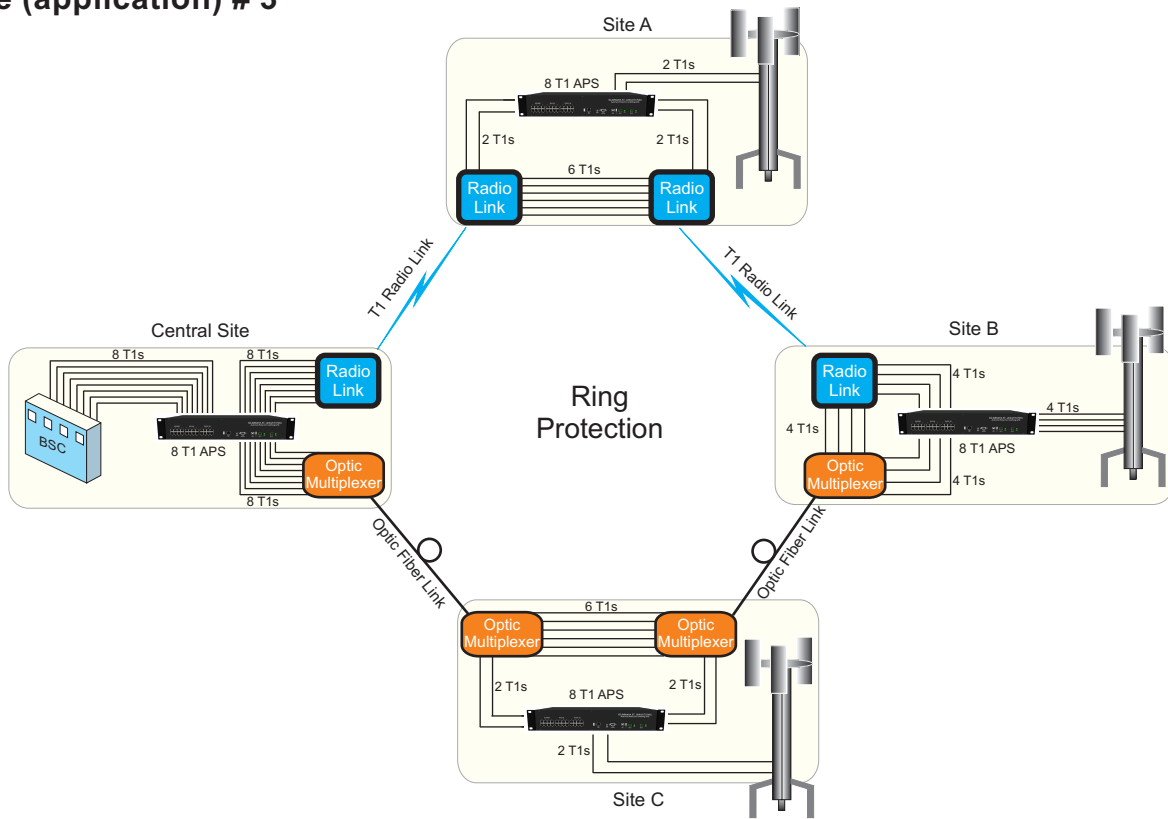 e (application) # 3
Site A
2 T1s
8 T1 APS
2 T1s
2 T1s
6 T1s
Radio
Link
Radio
Link
T1 Radio Link
T1 Radio Link
Central Site
8 T1s
8 T1s
Radio
Link
BSC
8 T1 APS
Optic
Multiplexer
8 T1s
Ring
Protection
Site B
Radio
Link
4 T1s
4 T1s
4 T1s
8 T1 APS
Optic
Multiplexer
4 T1s
Optic Fiber Link
Optic Fiber Link
6 T1s
Optic
Multiplexer
Optic
Multiplexer
2 T1s
2 T1s
8 T1 APS
2 T1s
Site C